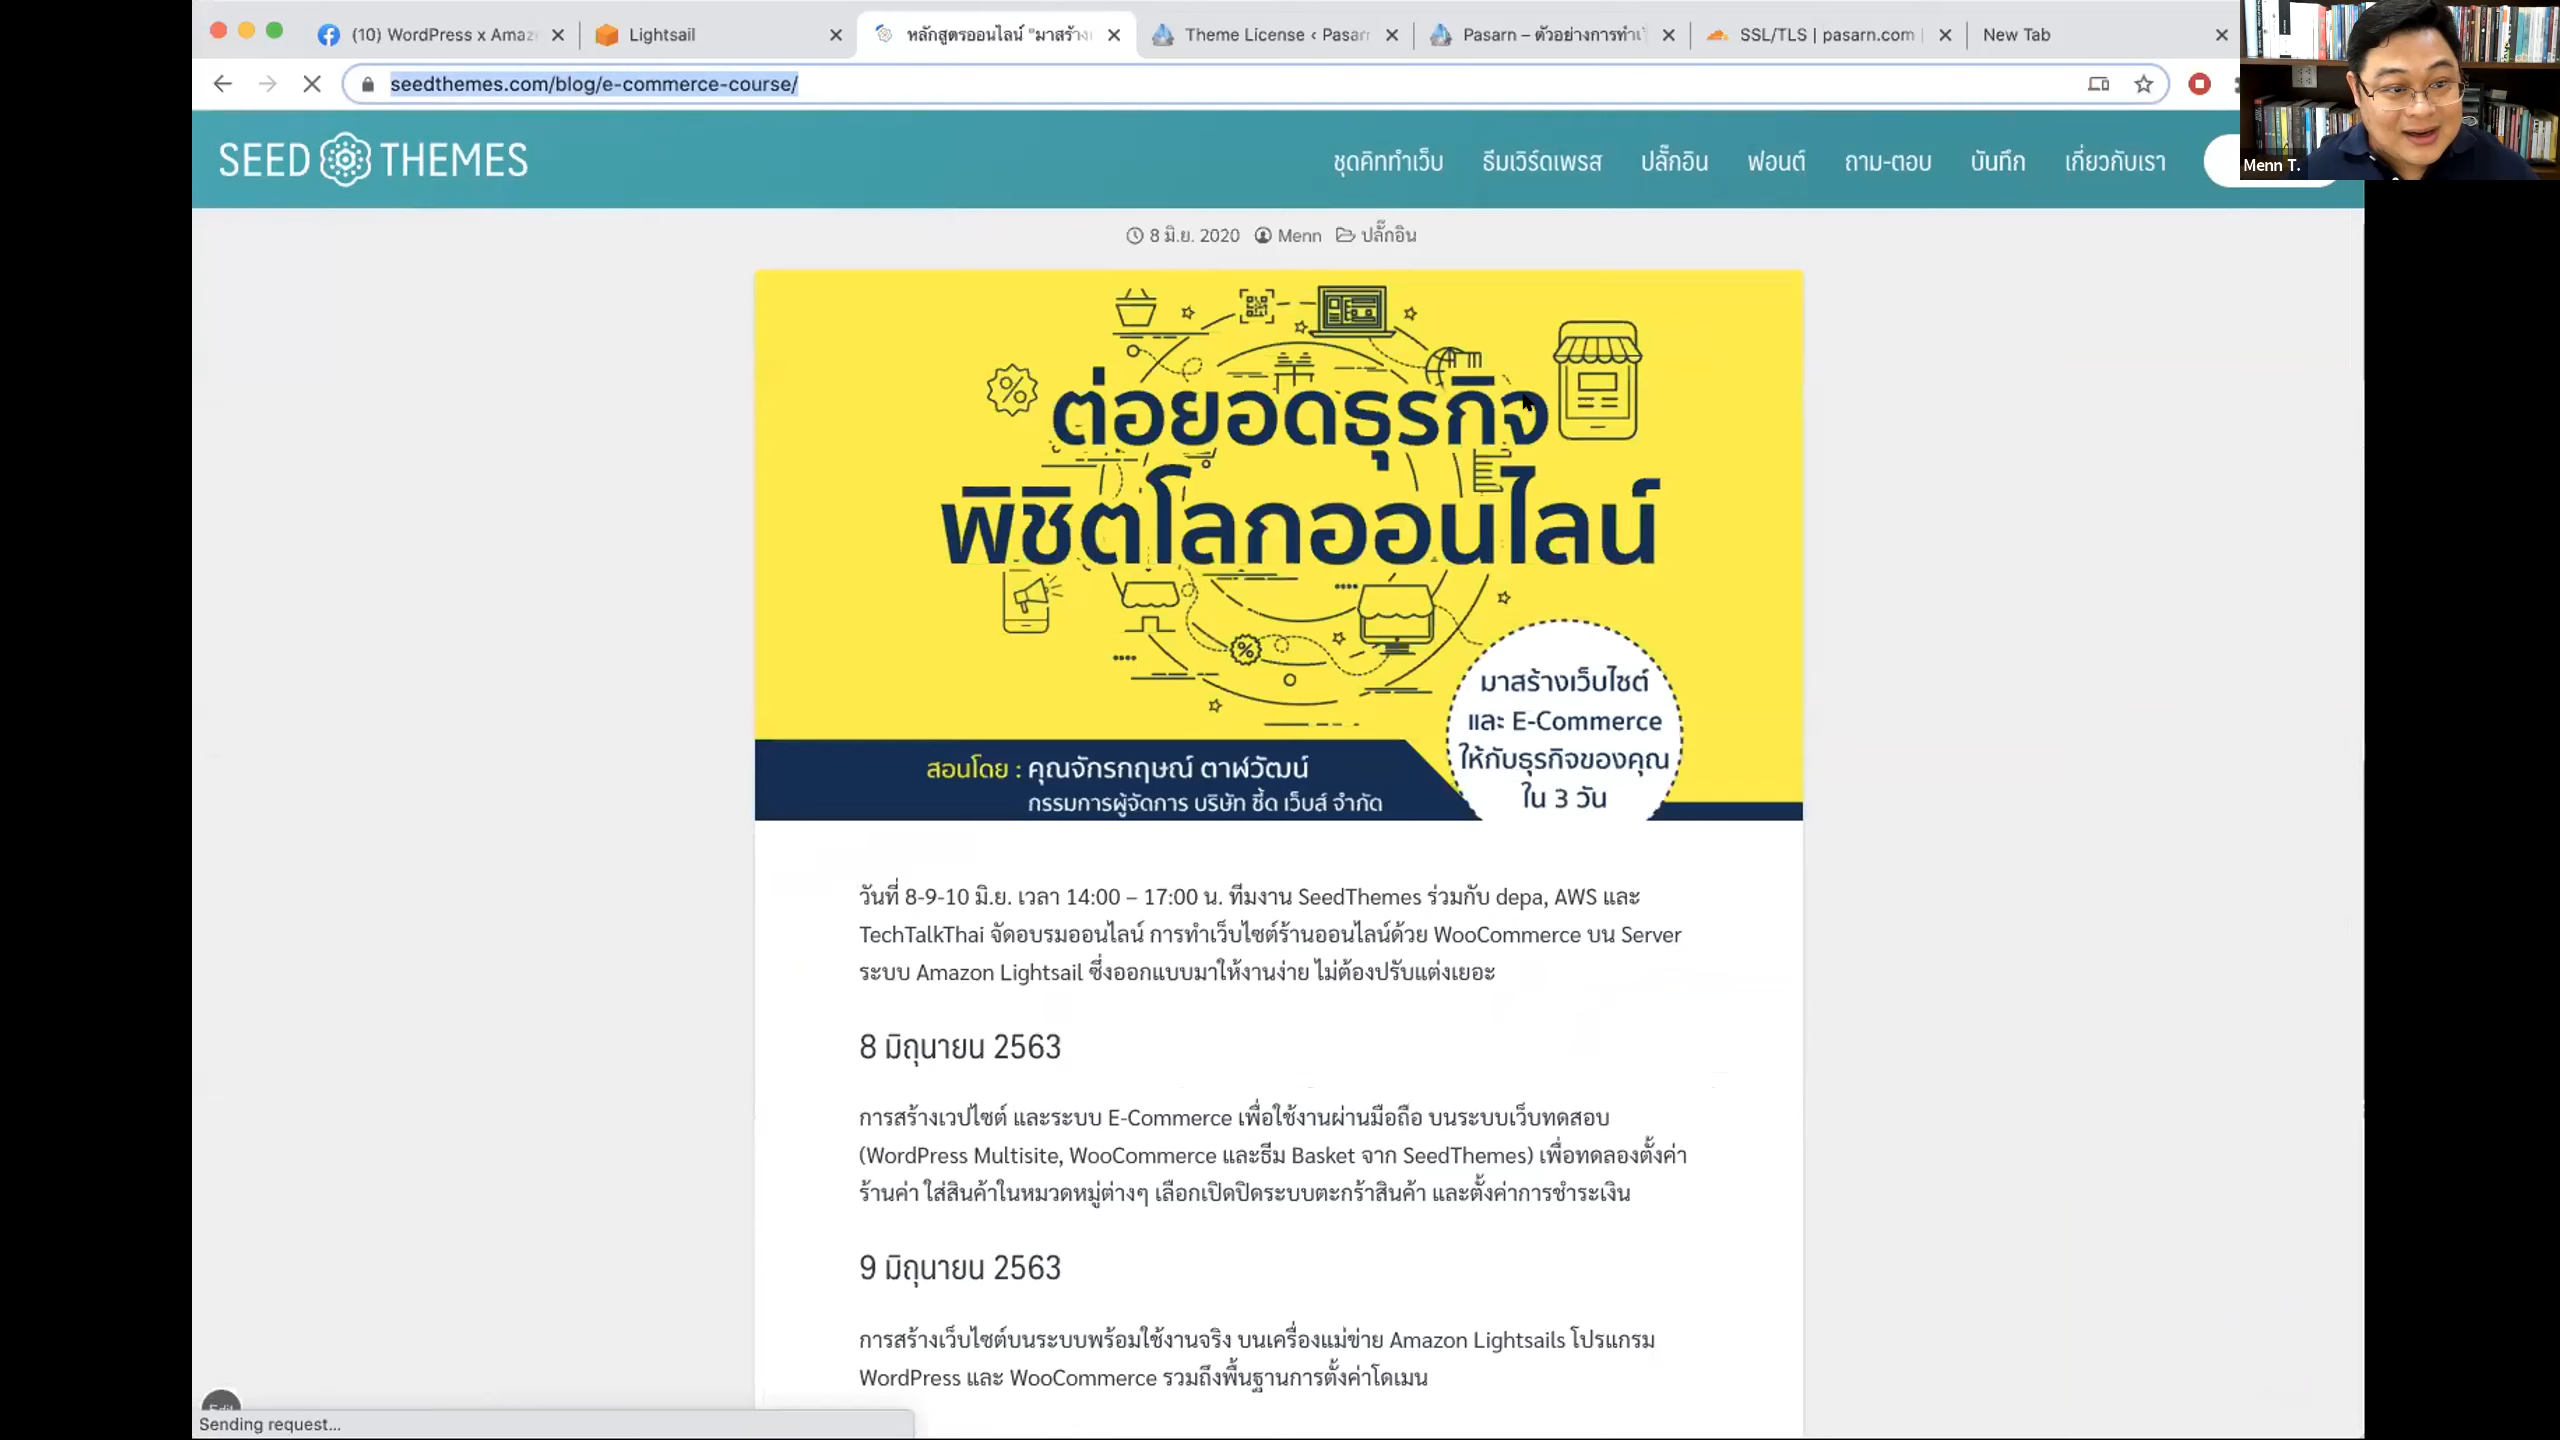 (10) WordPress x Amaz
Lightsail
หลักสูตรออนไลน์ "มาสร้าง
Theme License ‹ Pasar
Pasarn – ตัวอย่างการทำเว็
SSL/TLS | pasarn.com
New Tab
seedthemes.com/blog/e-commerce-course/
SEED THEMES
ชุดคิททำเว็บ ธีมเวิร์ดเพรส ปลั๊กอิน ฟอนต์ ถาม-ตอบ บันทึก เกี่ยวกับเรา
Menn T.
8 มิ.ย. 2020 Menn ปลั๊กอิน
ต่อยอดธุรกิจ
พิชิตโลกออนไลน์
มาสร้างเว็บไซต์
และ E-Commerce
ให้กับธุรกิจของคุณ
ใน 3 วัน
สอนโดย : คุณจักรกฤษณ์ ตาฬวัฒน์
กรรมการผู้จัดการ บริษัท ซี้ด เว็บส์ จำกัด
วันที่ 8-9-10 มิ.ย. เวลา 14:00 – 17:00 น. ทีมงาน SeedThemes ร่วมกับ depa, AWS และ
TechTalkThai จัดอบรมออนไลน์ การทำเว็บไซต์ร้านออนไลน์ด้วย WooCommerce บน Server
ระบบ Amazon Lightsail ซึ่งออกแบบมาให้งานง่าย ไม่ต้องปรับแต่งเยอะ
8 มิถุนายน 2563
การสร้างเวปไซต์ และระบบ E-Commerce เพื่อใช้งานผ่านมือถือ บนระบบเว็บทดสอบ
(WordPress Multisite, WooCommerce และธีม Basket จาก SeedThemes) เพื่อทดลองตั้งค่า
ร้านค่า ใส่สินค้าในหมวดหมู่ต่างๆ เลือกเปิดปิดระบบตะกร้าสินค้า และตั้งค่าการชำระเงิน
9 มิถุนายน 2563
การสร้างเว็บไซต์บนระบบพร้อมใช้งานจริง บนเครื่องแม่ข่าย Amazon Lightsails โปรแกรม
WordPress และ WooCommerce รวมถึงพื้นฐานการตั้งค่าโดเมน
Edit
Sending request...